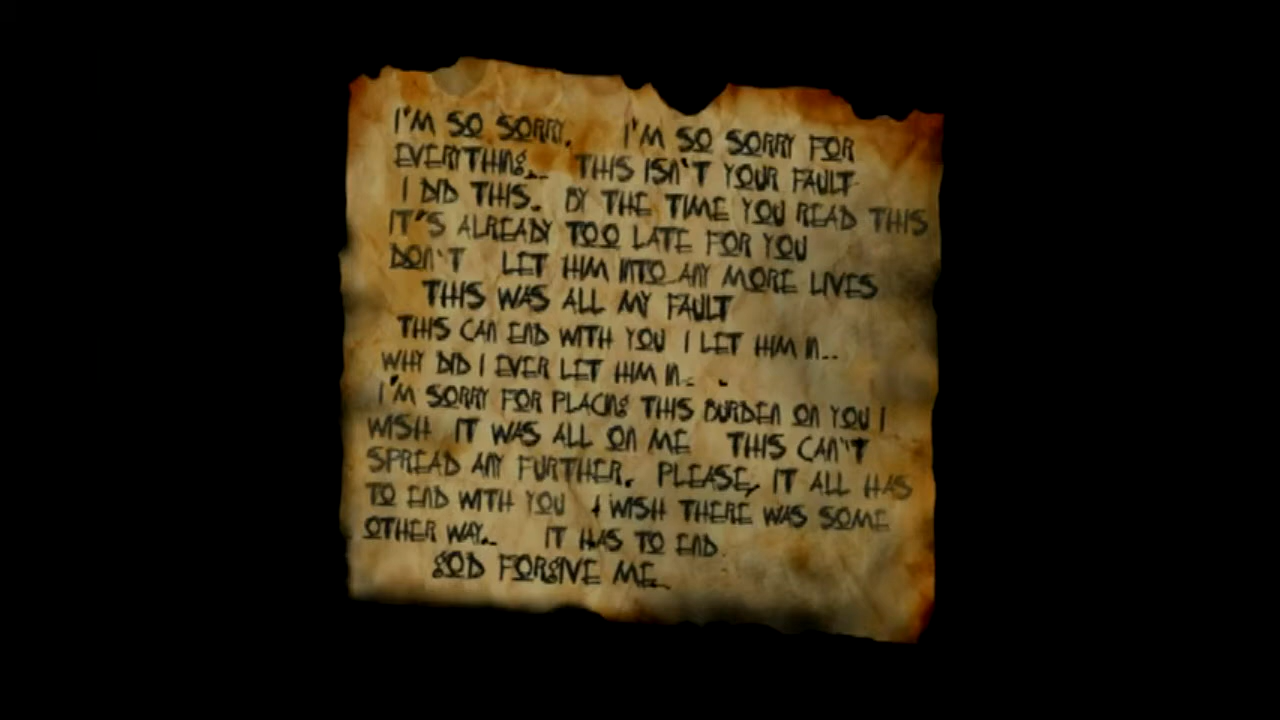 I'M SO SORRY. I'M SO SORRY FOR
EVERYTHING... THIS ISN'T YOUR FAULT
I DID THIS. BY THE TIME YOU READ THIS
IT'S ALREADY TOO LATE FOR YOU
DON'T LET HIM INTO ANY MORE LIVES
THIS WAS ALL MY FAULT
THIS CAN END WITH YOU I LET HIM IN..
WHY DID I EVER LET HIM IN.. .
I'M SORRY FOR PLACING THIS BURDEN ON YOU I
WISH IT WAS ALL ON ME THIS CAN'T
SPREAD ANY FURTHER. PLEASE, IT ALL HAS
TO END WITH YOU I WISH THERE WAS SOME
OTHER WAY.. IT HAS TO END.
GOD FORGIVE ME...